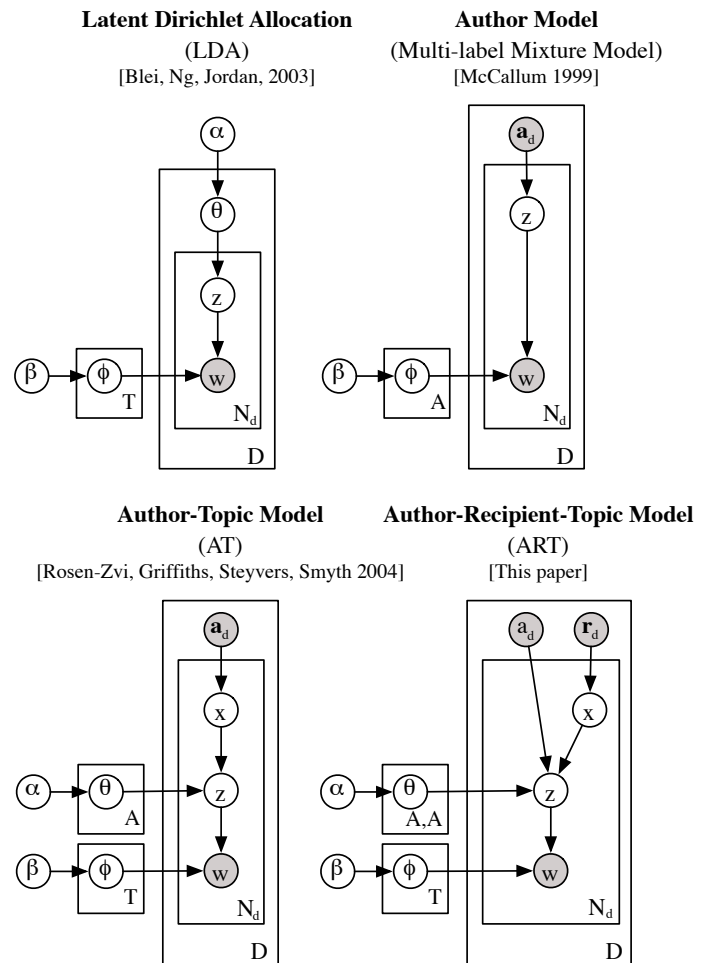 Latent Dirichlet Allocation
(LDA)
[Blei, Ng, Jordan, 2003]
α
θ
z
β
ϕ
T
w
N_d
D
Author Model
(Multi-label Mixture Model)
[McCallum 1999]
a_d
z
β
ϕ
A
w
N_d
D
Author-Topic Model
(AT)
[Rosen-Zvi, Griffiths, Steyvers, Smyth 2004]
a_d
x
α
θ
A
z
β
ϕ
T
w
N_d
D
Author-Recipient-Topic Model
(ART)
[This paper]
a_d
r_d
x
α
θ
A,A
z
β
ϕ
T
w
N_d
D